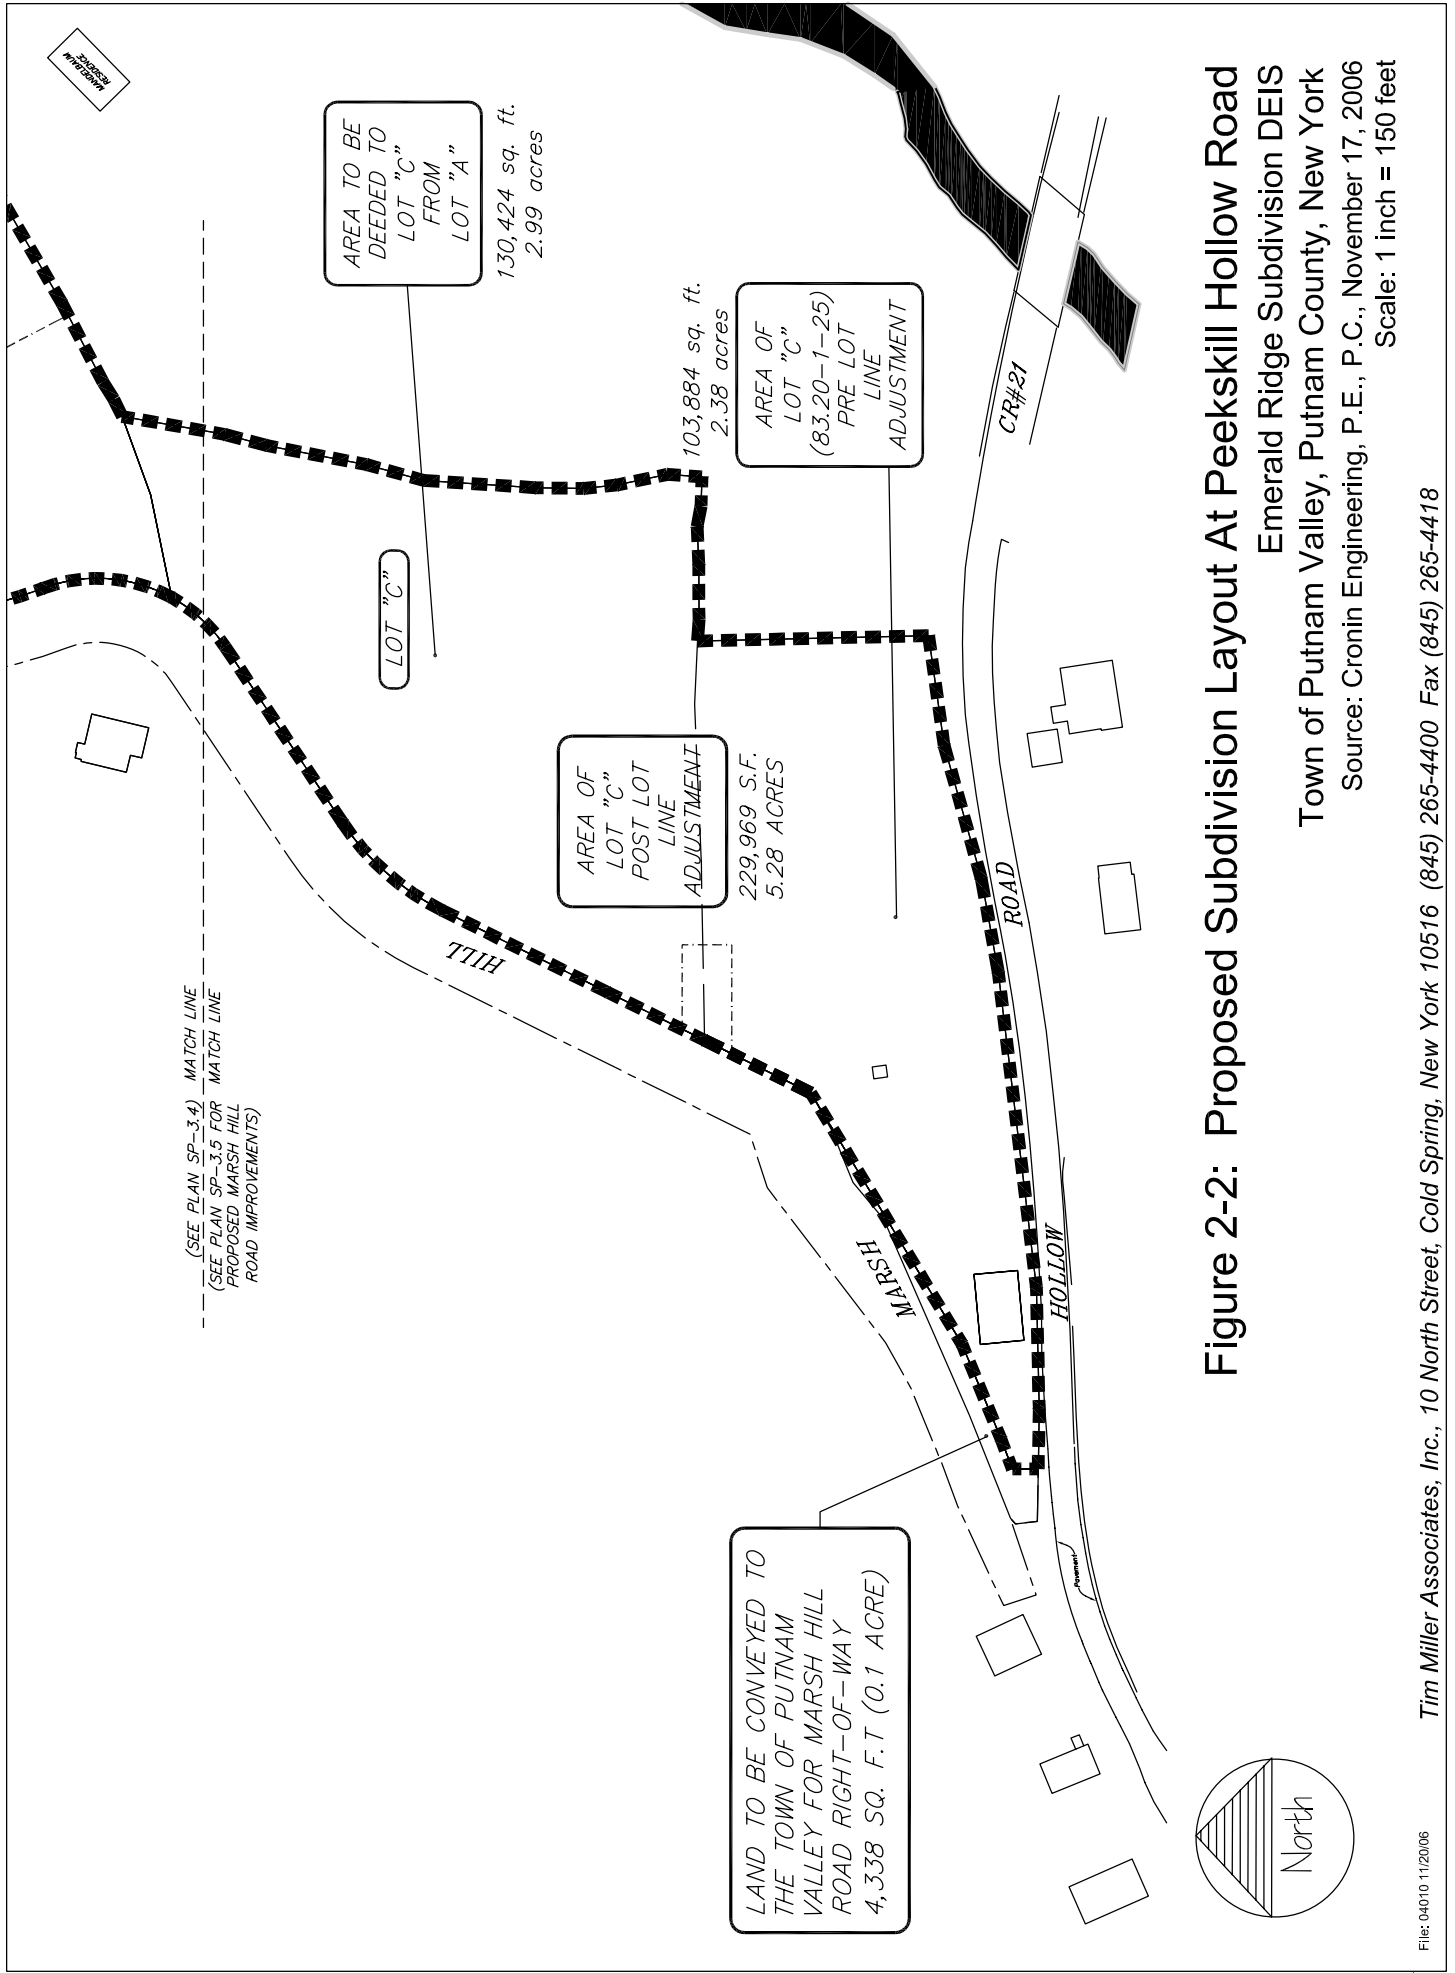 MANDELBAUM
RESIDENCE
AREA TO BE
DEEDED TO
LOT "C"
FROM
LOT "A"
130,424 sq. ft.
2.99 acres
103,884 sq. ft.
2.38 acres
AREA OF
LOT "C"
(83.20-1-25)
PRE LOT
LINE
ADJUSTMENT
CR#21
LOT "C"
AREA OF
LOT "C"
POST LOT
LINE
ADJUSTMENT
229,969 S.F.
5.28 ACRES
HILL
ROAD
(SEE PLAN SP-3.4) MATCH LINE
(SEE PLAN SP-3.5 FOR MATCH LINE
PROPOSED MARSH HILL
ROAD IMPROVEMENTS)
MARSH
HOLLOW
LAND TO BE CONVEYED TO
THE TOWN OF PUTNAM
VALLEY FOR MARSH HILL
ROAD RIGHT-OF-WAY
4,338 SQ. F.T (0.1 ACRE)
Pavement
North
Figure 2-2: Proposed Subdivision Layout At Peekskill Hollow Road
Emerald Ridge Subdivision DEIS
Town of Putnam Valley, Putnam County, New York
Source: Cronin Engineering, P.E., P.C., November 17, 2006
Scale: 1 inch = 150 feet
File: 04010 11/20/06
Tim Miller Associates, Inc., 10 North Street, Cold Spring, New York 10516 (845) 265-4400 Fax (845) 265-4418